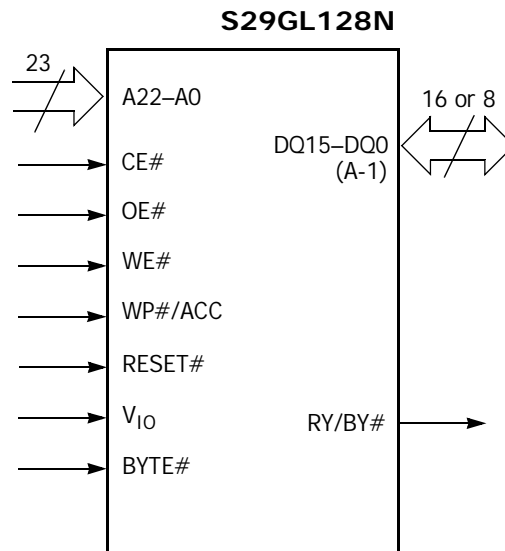 S29GL128N
23
A22–A0
16 or 8
DQ15–DQ0
(A-1)
CE#
OE#
WE#
WP#/ACC
RESET#
VIO
RY/BY#
BYTE#